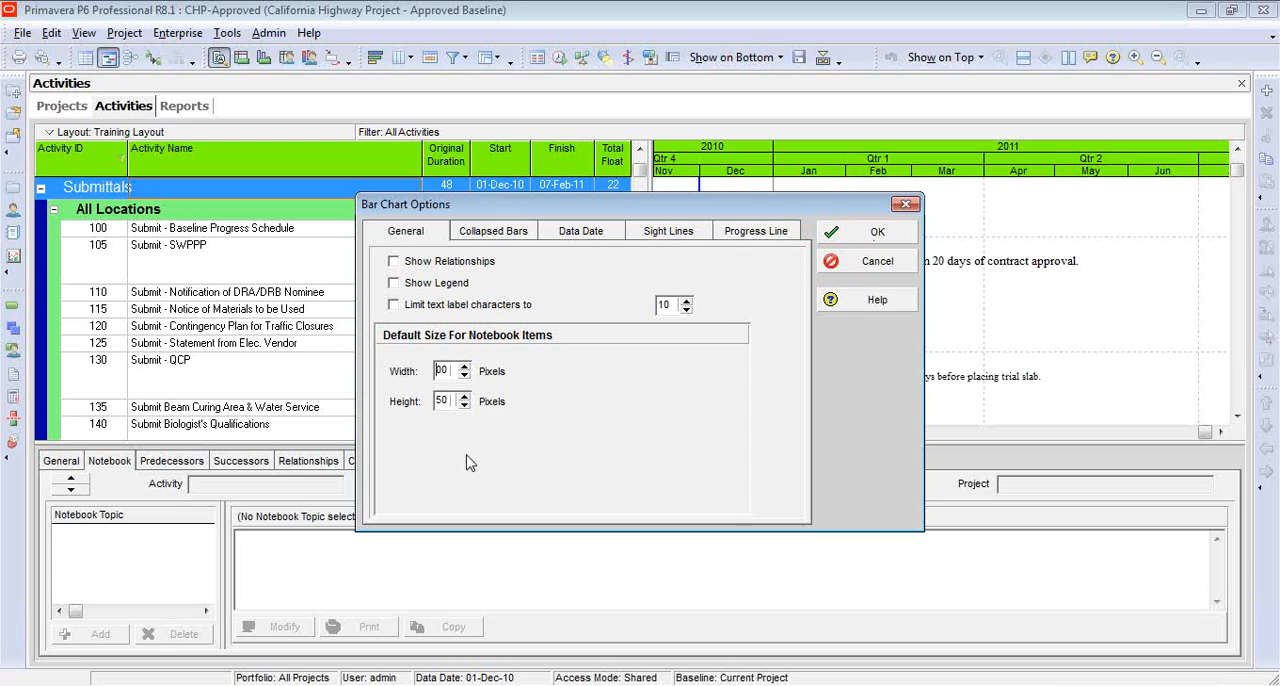 Primavera P6 Professional R8.1 : CHP-Approved (California Highway Project - Approved Baseline)
File Edit View Project Enterprise Tools Admin Help
Show on Bottom Show on Top
Activities
Projects Activities Reports
Layout: Training Layout Filter: All Activities
Activity ID Activity Name Original Duration Start Finish Total Float
2010 2011
Qtr 4 Qtr 1 Qtr 2
Nov Dec Jan Feb Mar Apr May Jun
Submittals 48 01-Dec-10 07-Feb-11 22
All Locations
100 Submit - Baseline Progress Schedule
105 Submit - SWPPP
110 Submit - Notification of DRA/DRB Nominee
115 Submit - Notice of Materials to be Used
120 Submit - Contingency Plan for Traffic Closures
125 Submit - Statement from Elec. Vendor
130 Submit - QCP
135 Submit Beam Curing Area & Water Service
140 Submit Biologist's Qualifications
20 days of contract approval.
before placing trial slab.
Bar Chart Options
General Collapsed Bars Data Date Sight Lines Progress Line
Show Relationships
Show Legend
Limit text label characters to 10
Default Size For Notebook Items
Width: 00 Pixels
Height: 50 Pixels
OK
Cancel
Help
General Notebook Predecessors Successors Relationships
Activity Project
Notebook Topic
(No Notebook Topic select
Add Delete Modify Print Copy
Portfolio: All Projects User: admin Data Date: 01-Dec-10 Access Mode: Shared Baseline: Current Project